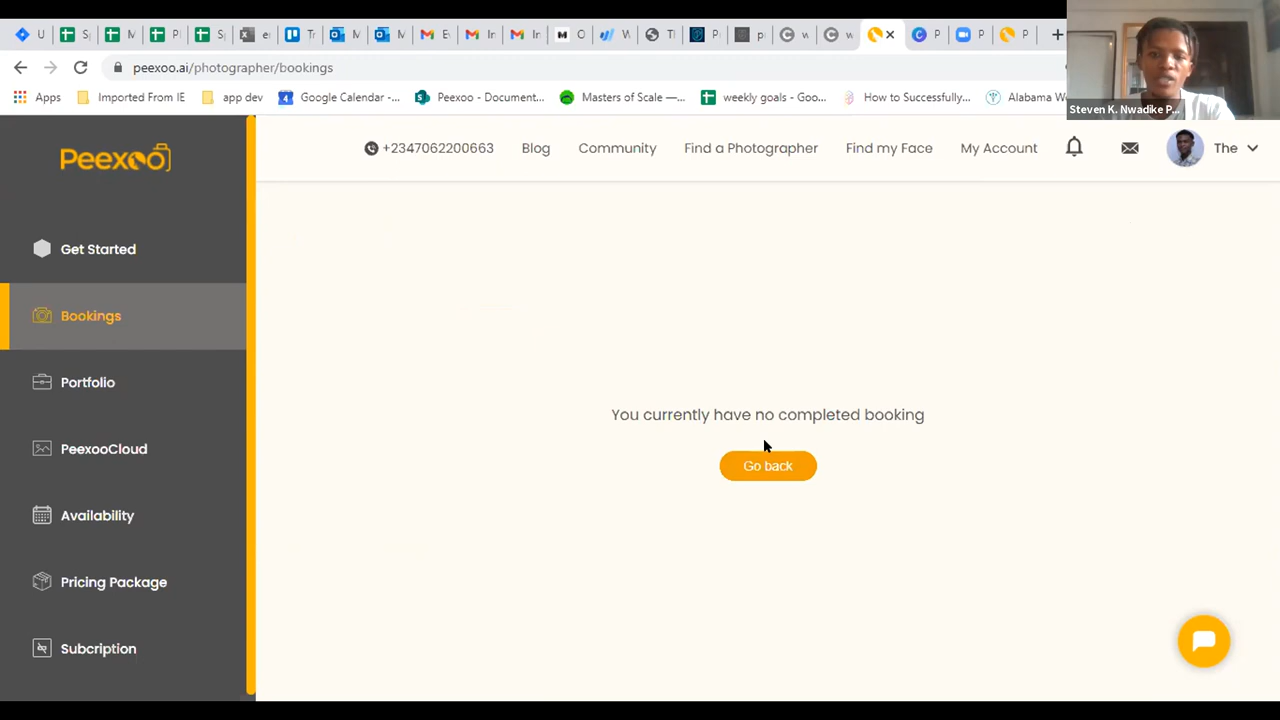 U
S
M
P
S
e
T
M
M
E
In
In
O
W
T
P
p
w
w
P
P
P
peexoo.ai/photographer/bookings
Apps
Imported From IE
app dev
Google Calendar -...
Peexoo - Document...
Masters of Scale —...
weekly goals - Goo...
How to Successfully...
Alabama W
Steven K. Nwadike P...
Peexoo
+2347062200663
Blog
Community
Find a Photographer
Find my Face
My Account
The
Get Started
Bookings
Portfolio
PeexooCloud
Availability
Pricing Package
Subcription
You currently have no completed booking
Go back